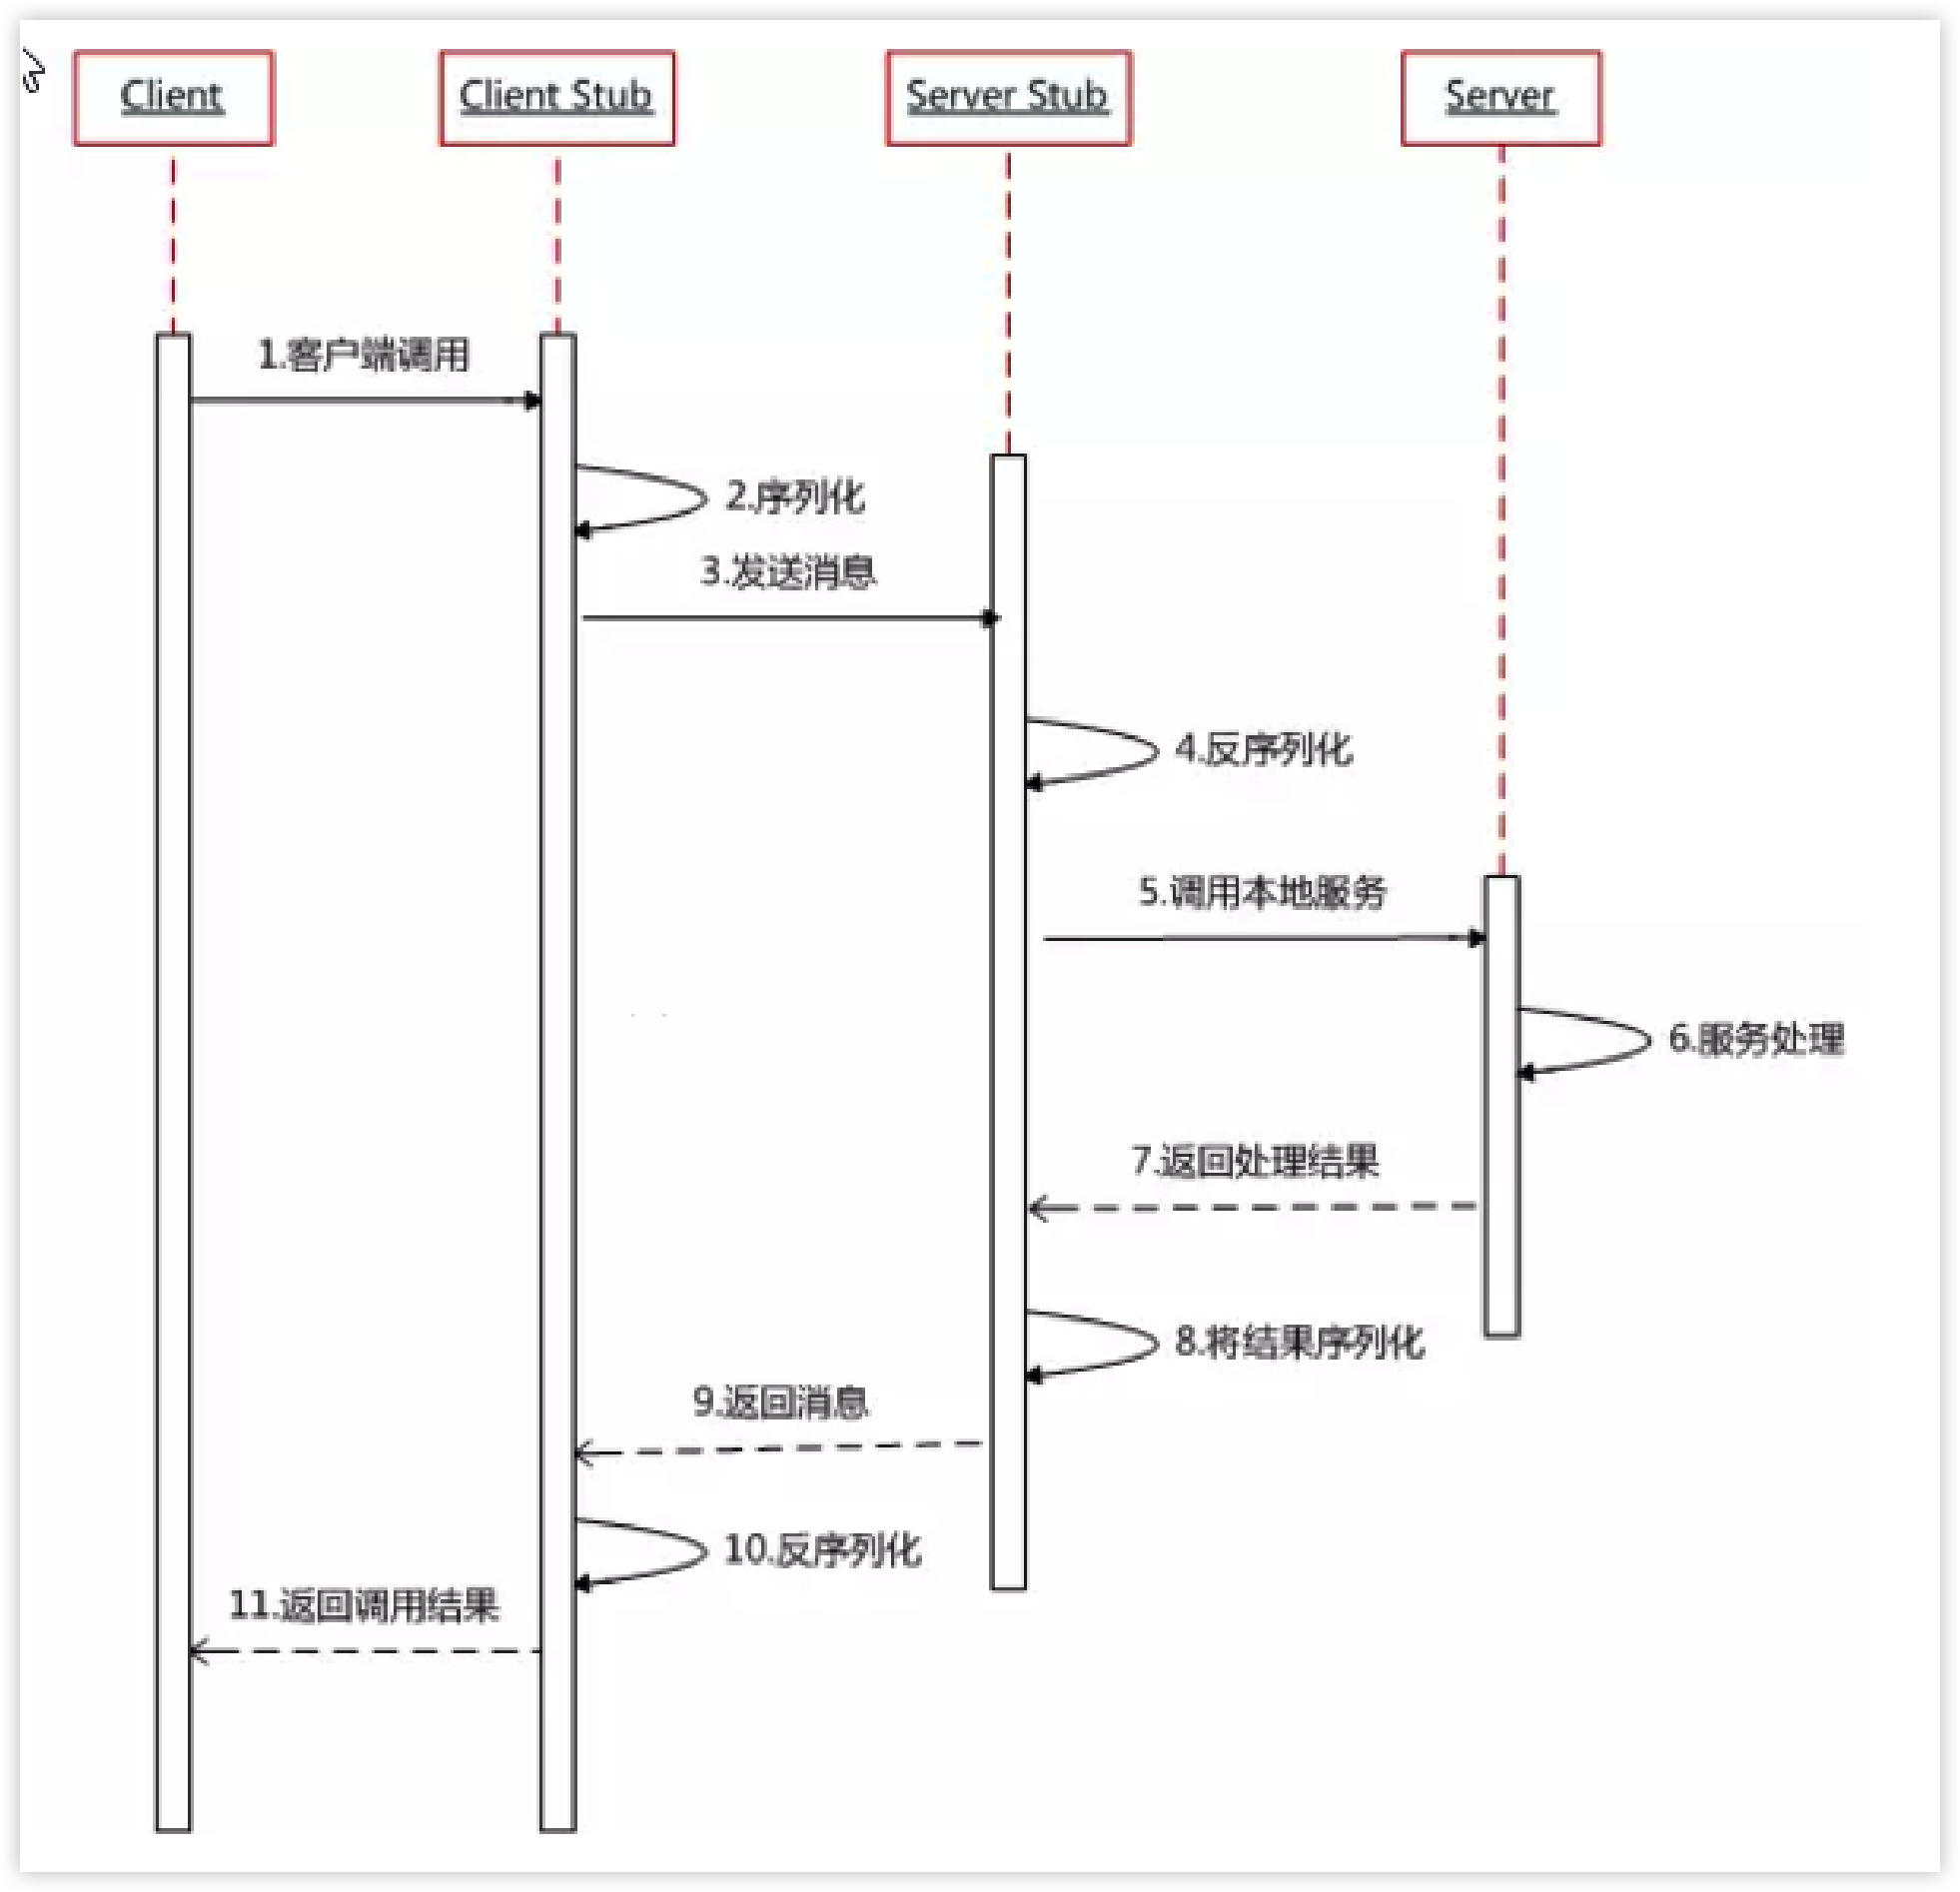 Client
Client Stub
Server Stub
Server
1.客户端调用
2.序列化
3.发送消息
4.反序列化
5.调用本地服务
6.服务处理
7.返回处理结果
8.将结果序列化
9.返回消息
10.反序列化
11.返回调用结果